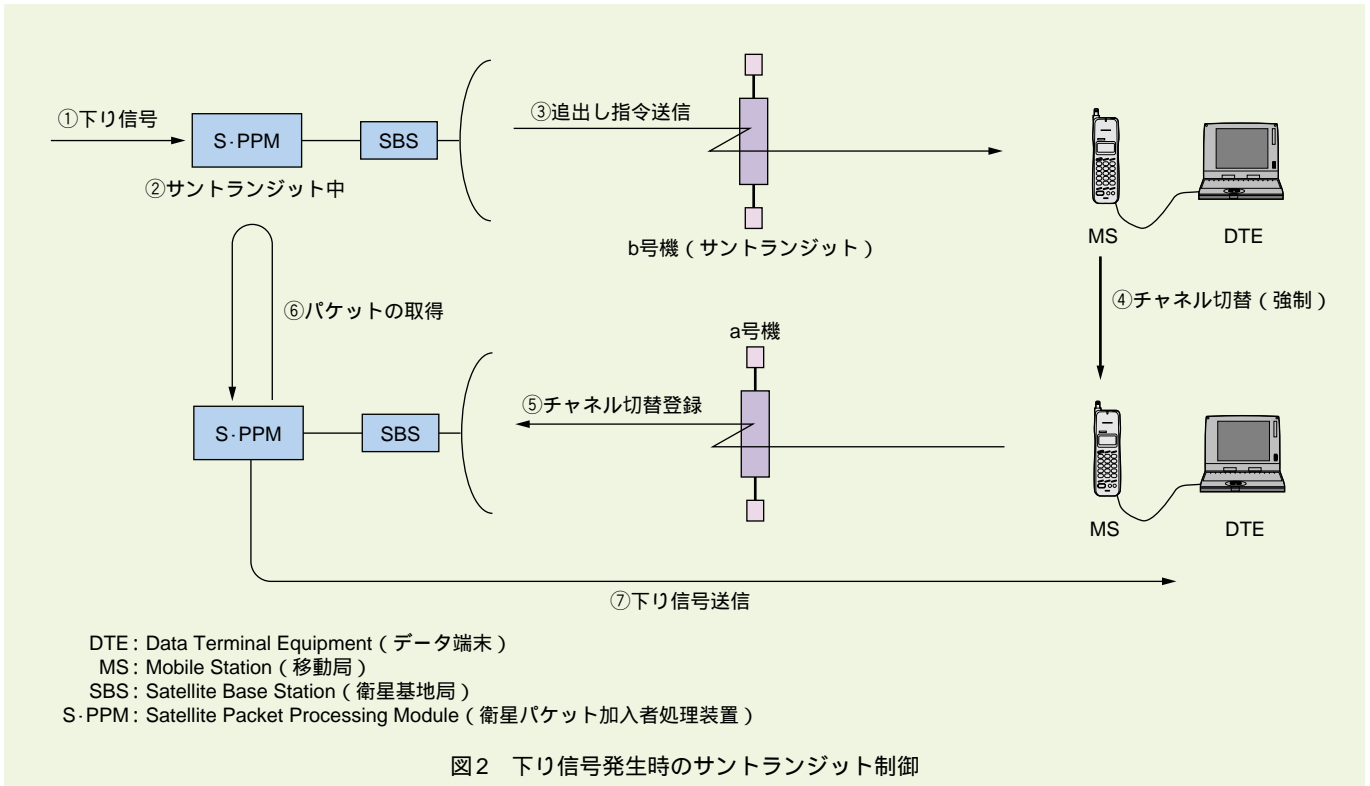 ①下り信号
S·PPM
SBS
②サントランジット中
③追出し指令送信
b号機（サントランジット）
MS
DTE
④チャネル切替（強制）
⑥パケットの取得
a号機
⑤チャネル切替登録
S·PPM
SBS
MS
DTE
⑦下り信号送信
DTE : Data Terminal Equipment（データ端末）
MS : Mobile Station（移動局）
SBS : Satellite Base Station（衛星基地局）
S·PPM : Satellite Packet Processing Module（衛星パケット加入者処理装置）
図2　下り信号発生時のサントランジット制御